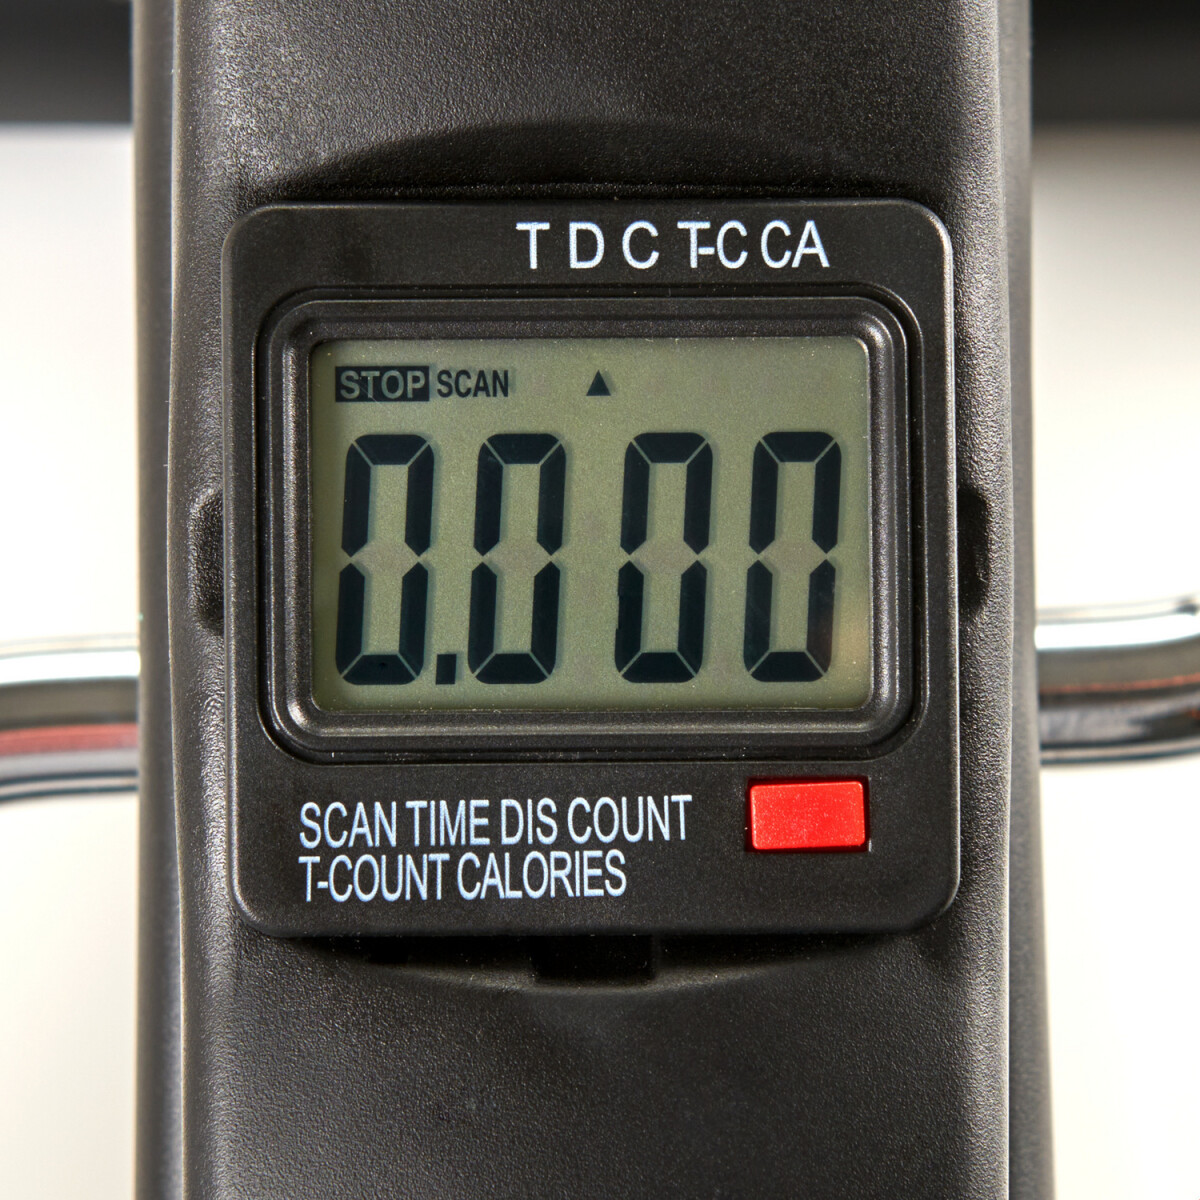 T D C T-C CA
STOP SCAN ▲
0.000
SCAN TIME DIS COUNT
T-COUNT CALORIES